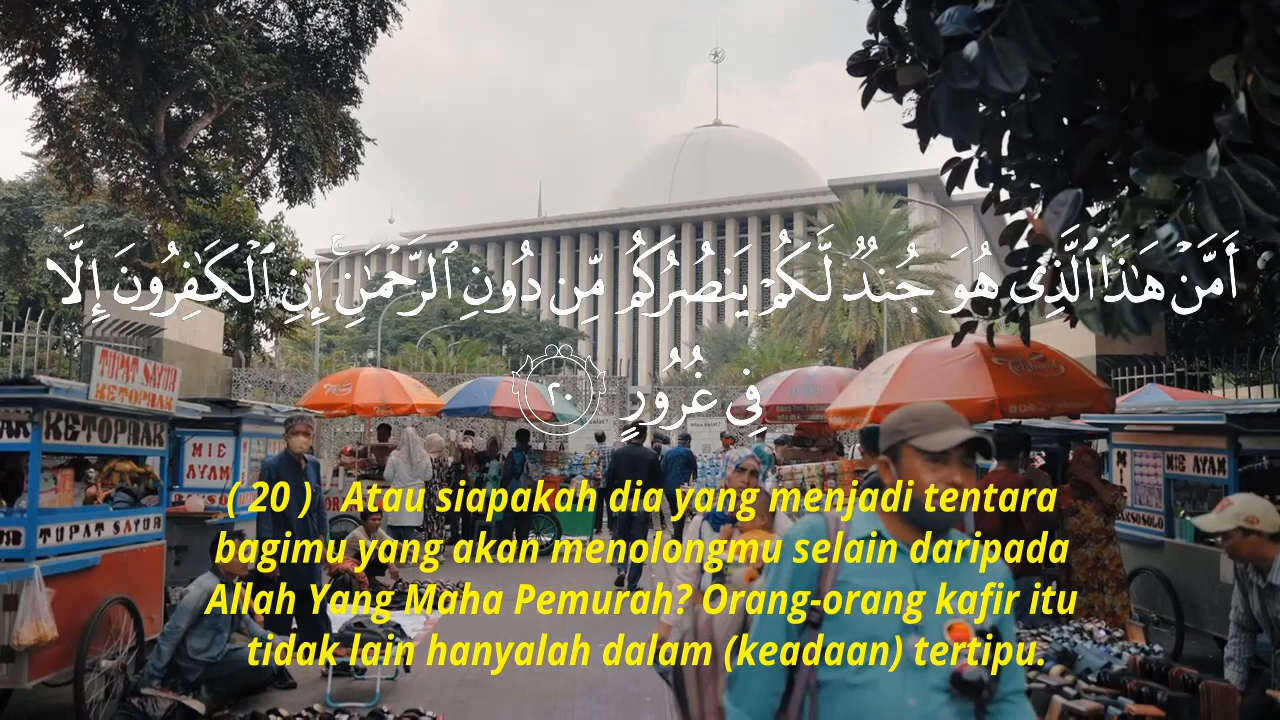 أَمَّنْ هَـٰذَا ٱلَّذِى هُوَ جُندٌ لَّكُمْ يَنصُرُكُم مِّن دُونِ ٱلرَّحْمَـٰنِ ۚ إِنِ ٱلْكَـٰفِرُونَ إِلَّا
فِى غُرُورٍ ٢٠
( 20 ) Atau siapakah dia yang menjadi tentara
bagimu yang akan menolongmu selain daripada
Allah Yang Maha Pemurah? Orang-orang kafir itu
tidak lain hanyalah dalam (keadaan) tertipu.
TUPAT SAYUR
KETOPRAK
KETOPRAK
TUPAT SAYUR
MIE
AYAM
MIE AYAM